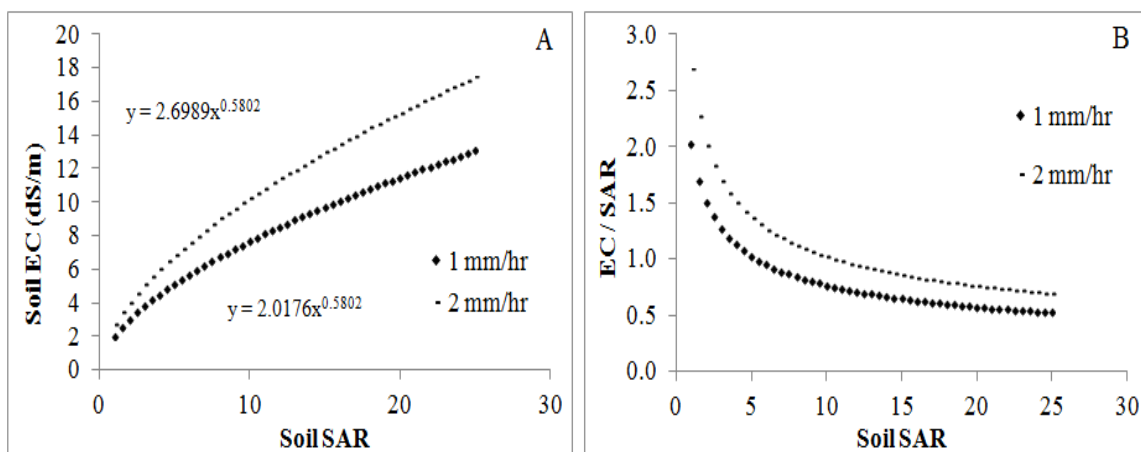 A
20
18
16
14
12
10
8
6
4
2
0
Soil EC (dS/m)
y = 2.6989x^0.5802
y = 2.0176x^0.5802
1 mm/hr
2 mm/hr
0 10 20 30
Soil SAR
B
3.0
2.5
2.0
1.5
1.0
0.5
0.0
EC / SAR
1 mm/hr
2 mm/hr
0 5 10 15 20 25 30
Soil SAR